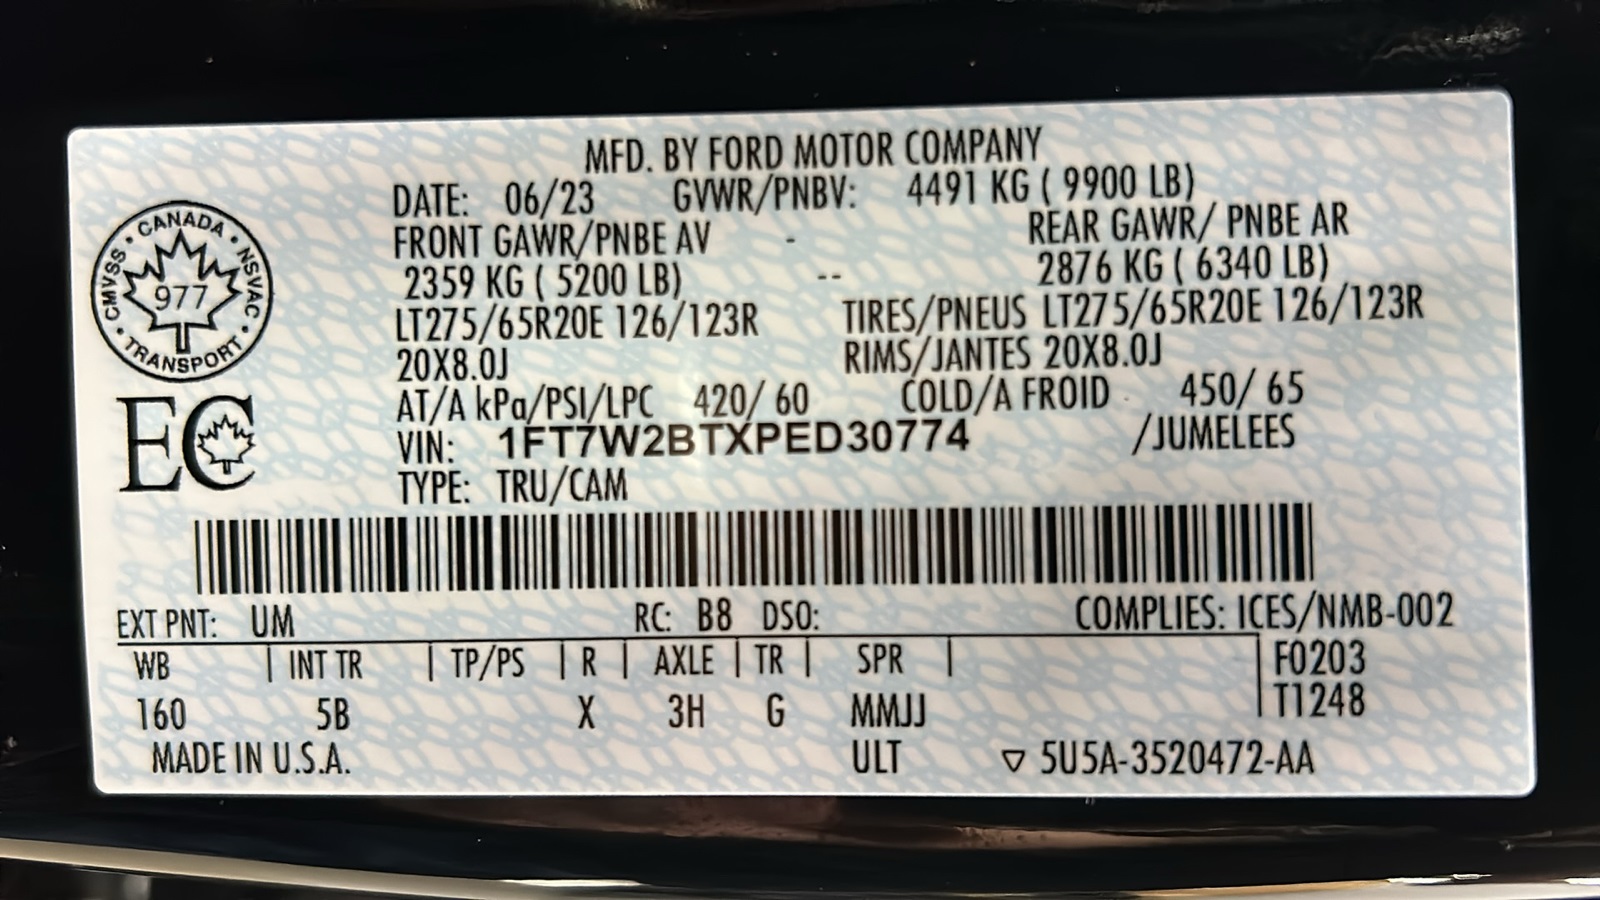 MFD. BY FORD MOTOR COMPANY
DATE: 06/23 GVWR/PNBV: 4491 KG ( 9900 LB)
FRONT GAWR/PNBE AV - REAR GAWR/ PNBE AR
2359 KG ( 5200 LB) -- 2876 KG ( 6340 LB)
LT275/65R20E 126/123R TIRES/PNEUS LT275/65R20E 126/123R
20X8.0J RIMS/JANTES 20X8.0J
AT/A kPa/PSI/LPC 420/ 60 COLD/A FROID 450/ 65
VIN: 1FT7W2BTXPED30774 /JUMELEES
TYPE: TRU/CAM
CANADA
CMVSS • NSVAC
977
TRANSPORT
EC
EXT PNT: UM RC: B8 DSO: COMPLIES: ICES/NMB-002
WB | INT TR | TP/PS | R | AXLE | TR | SPR | F0203
160 5B X 3H G MMJJ T1248
MADE IN U.S.A. ULT ▽ 5U5A-3520472-AA